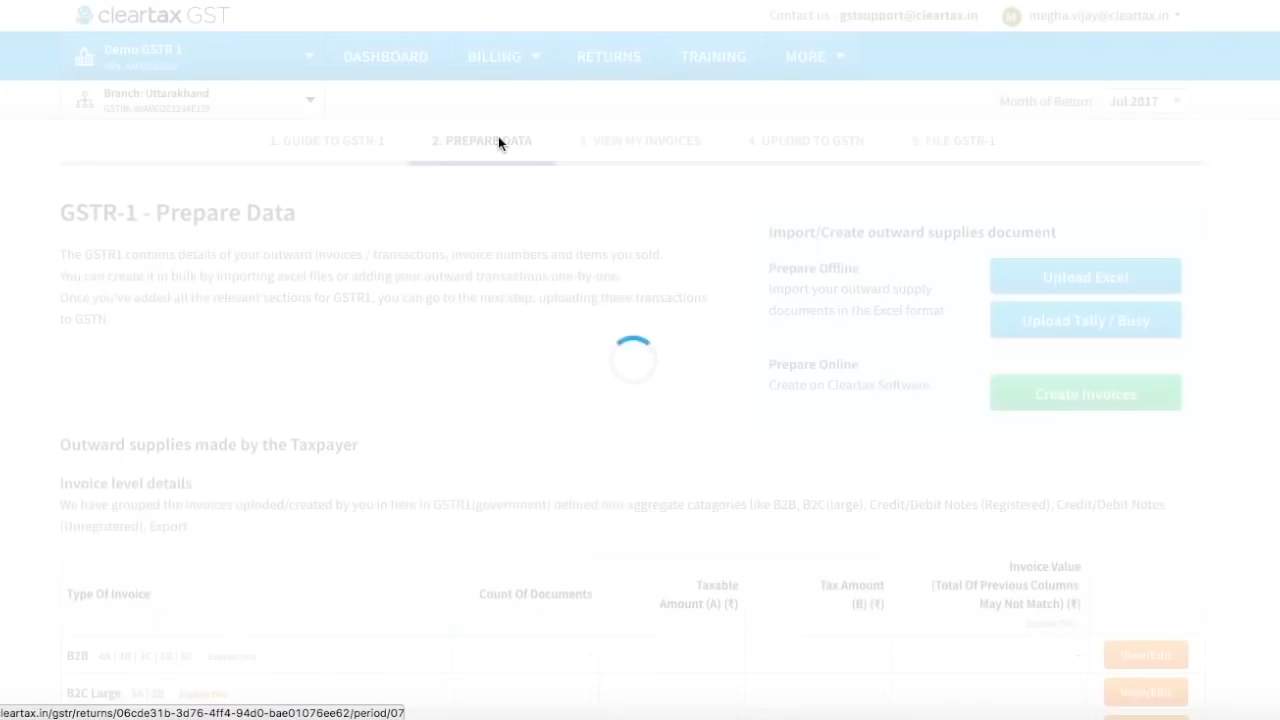 cleartax GST
Contact us - gstsupport@cleartax.in
M megha.vijay@cleartax.in
Demo GSTR 1
DASHBOARD BILLING RETURNS TRAINING MORE
Branch: Uttarakhand
Month of Return Jul 2017
1. GUIDE TO GSTR-1 2. PREPARE DATA 3. VIEW MY INVOICES 4. UPLOAD TO GSTN 5. FILE GSTR-1
GSTR-1 - Prepare Data
The GSTR1 contains details of your outward invoices / transactions, invoice numbers and items you sold.
You can create it in bulk by importing excel files or adding your outward transactions one-by-one.
Once you've added all the relevant sections for GSTR1, you can go to the next step: uploading these transactions
to GSTN
Import/Create outward supplies document
Prepare Offline
Import your outward supply
documents in the Excel format
Upload Excel
Upload Tally / Busy
Prepare Online
Create on Cleartax Software.
Create Invoices
Outward supplies made by the Taxpayer
Invoice level details
We have grouped the invoices uploded/created by you in here in GSTR1(government) defined aggregate catagories like B2B, B2C(large), Credit/Debit Notes (Registered), Credit/Debit Notes
(Unregistered), Export
Type Of Invoice
Count Of Documents
Taxable
Amount (A) (₹)
Tax Amount
(B) (₹)
Invoice Value
(Total Of Previous Columns
May Not Match) (₹)
B2B View/Edit
B2C Large View/Edit
leartax.in/gstr/returns/06cde31b-3d76-4ff4-94d0-bae01076ee62/period/07